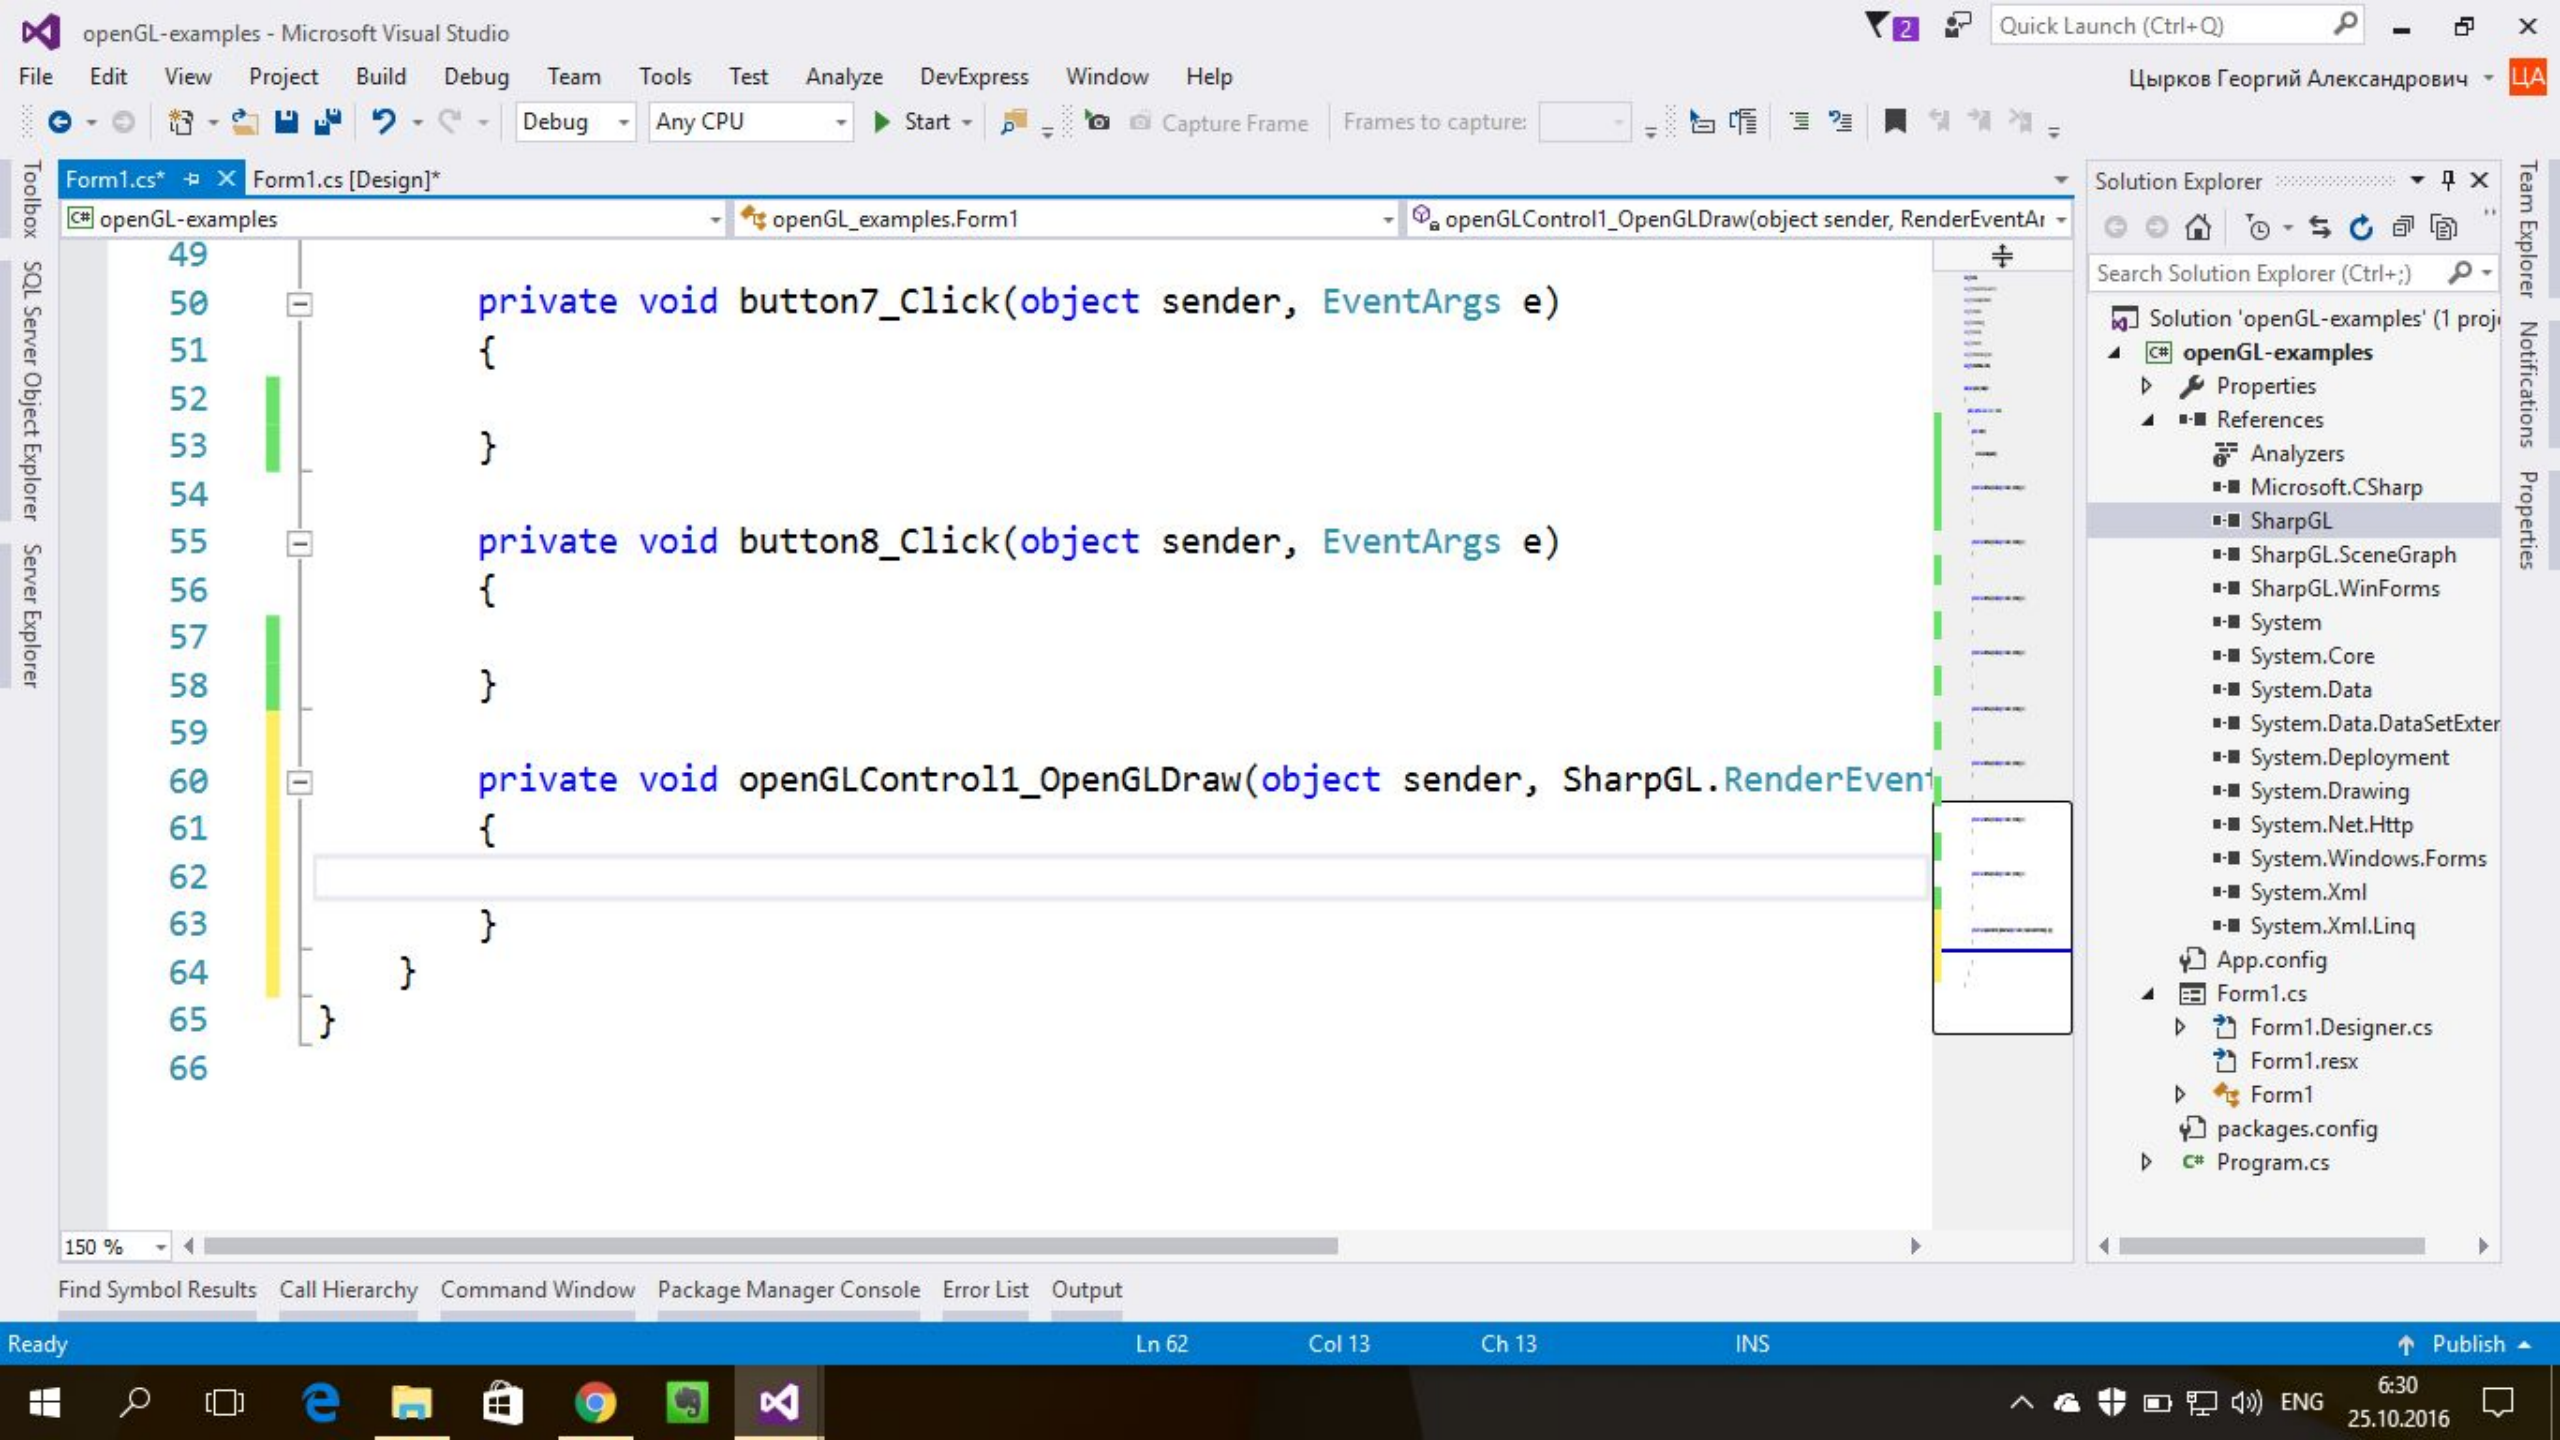 openGL-examples - Microsoft Visual Studio
2
Quick Launch (Ctrl+Q)
File Edit View Project Build Debug Team Tools Test Analyze DevExpress Window Help
Цырков Георгий Александрович
ЦА
Debug Any CPU Start Capture Frame Frames to capture:
Toolbox
SQL Server Object Explorer
Server Explorer
Form1.cs* Form1.cs [Design]*
openGL-examples openGL_examples.Form1 openGLControl1_OpenGLDraw(object sender, RenderEventAr
49
50 private void button7_Click(object sender, EventArgs e)
51 {
52
53 }
54
55 private void button8_Click(object sender, EventArgs e)
56 {
57
58 }
59
60 private void openGLControl1_OpenGLDraw(object sender, SharpGL.RenderEvent
61 {
62
63 }
64 }
65 }
66
150 %
Solution Explorer
Search Solution Explorer (Ctrl+;)
Solution 'openGL-examples' (1 proj
C# openGL-examples
Properties
References
Analyzers
Microsoft.CSharp
SharpGL
SharpGL.SceneGraph
SharpGL.WinForms
System
System.Core
System.Data
System.Data.DataSetExter
System.Deployment
System.Drawing
System.Net.Http
System.Windows.Forms
System.Xml
System.Xml.Linq
App.config
Form1.cs
Form1.Designer.cs
Form1.resx
Form1
packages.config
C# Program.cs
Team Explorer
Notifications
Properties
Find Symbol Results Call Hierarchy Command Window Package Manager Console Error List Output
Ready Ln 62 Col 13 Ch 13 INS Publish
ENG
6:30
25.10.2016